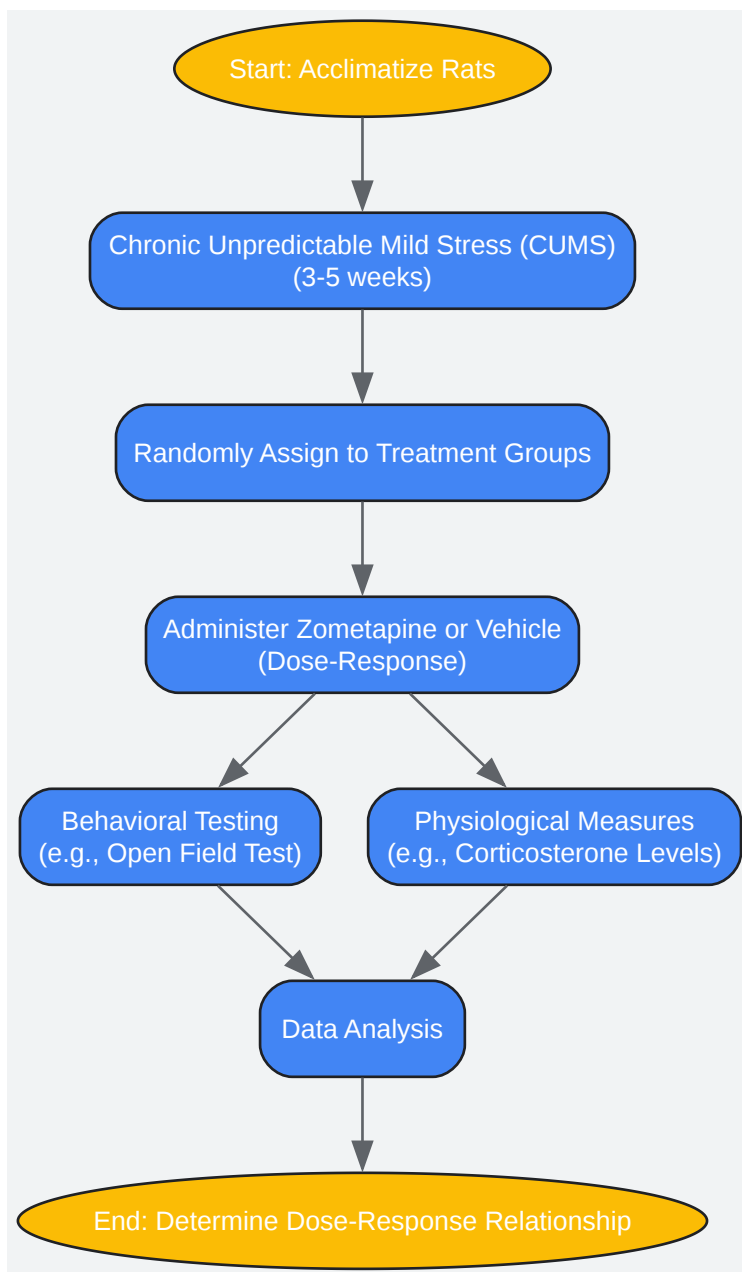 Start: Acclimatize Rats
Chronic Unpredictable Mild Stress (CUMS)
(3-5 weeks)
Randomly Assign to Treatment Groups
Administer Zometapine or Vehicle
(Dose-Response)
Behavioral Testing
(e.g., Open Field Test)
Physiological Measures
(e.g., Corticosterone Levels)
Data Analysis
End: Determine Dose-Response Relationship